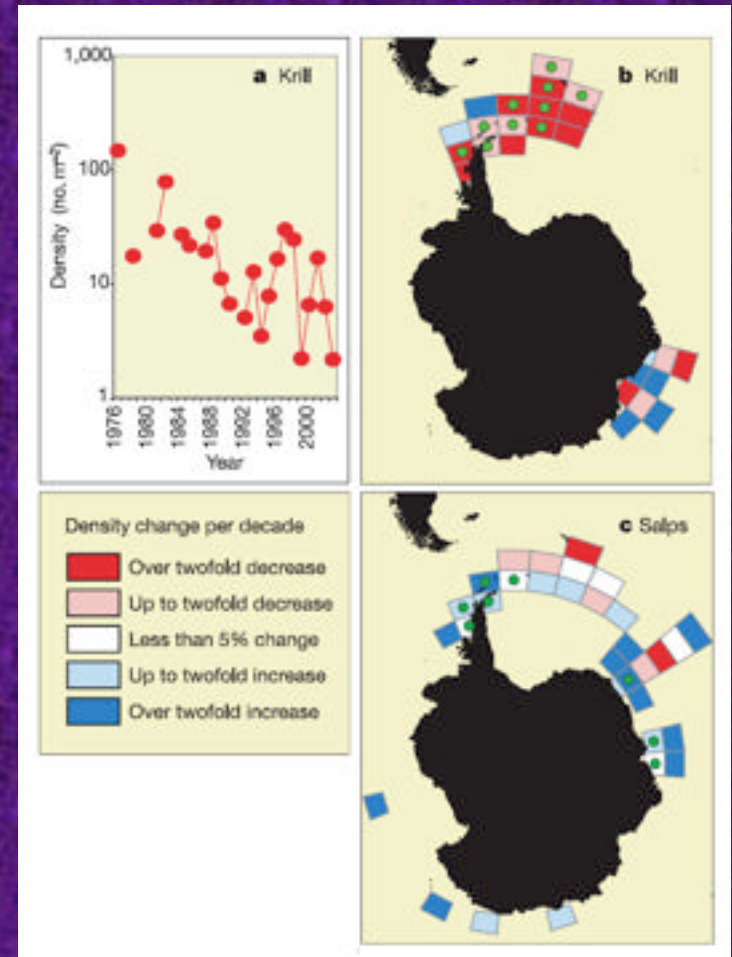 1,000
a Krill
100
10
1
Density (no. m⁻²)
1976
1980
1984
1988
1992
1996
2000
Year
b Krill
Density change per decade
Over twofold decrease
Up to twofold decrease
Less than 5% change
Up to twofold increase
Over twofold increase
c Salps